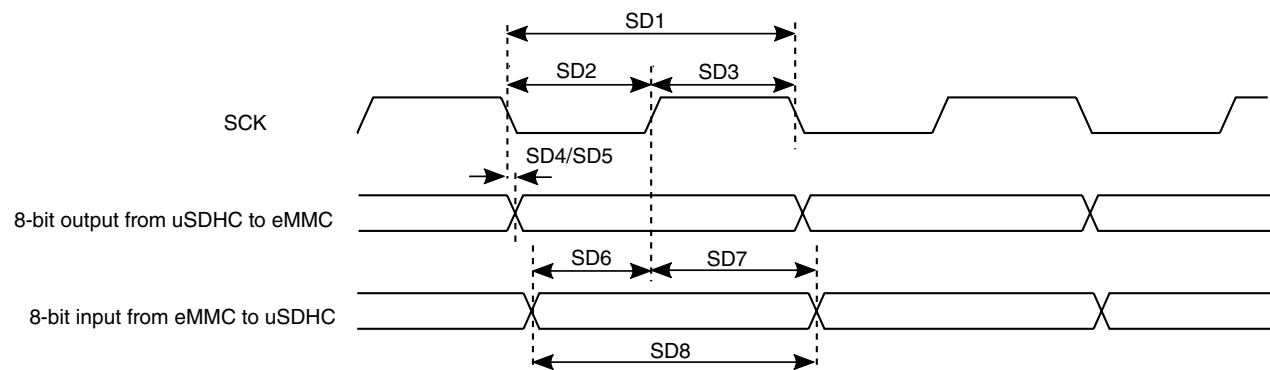 SD1
SD2
SD3
SCK
SD4/SD5
8-bit output from uSDHC to eMMC
SD6
SD7
8-bit input from eMMC to uSDHC
SD8